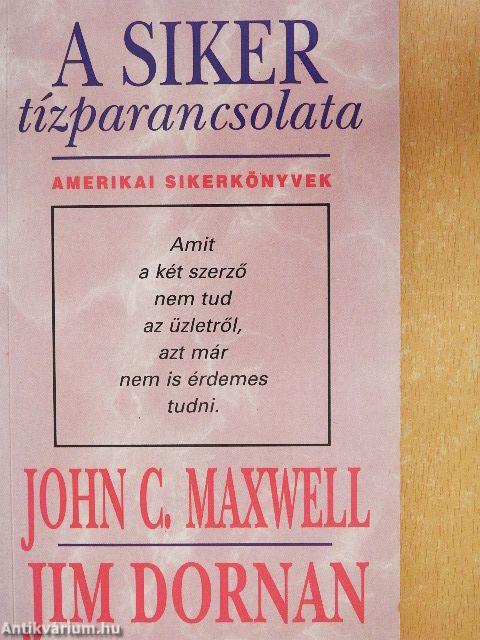 A SIKER
tízparancsolata
AMERIKAI SIKERKÖNYVEK
Amit
a két szerző
nem tud
az üzletről,
azt már
nem is érdemes
tudni.
JOHN C. MAXWELL
JIM DORNAN
Antikvárium.hu